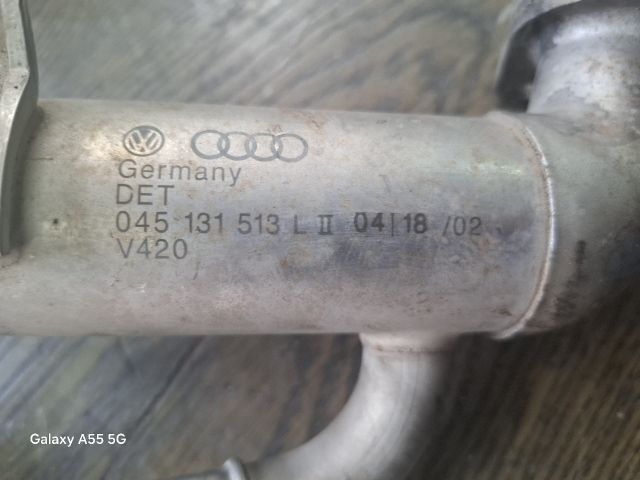 Germany
DET
045 131 513 L II 04|18 /02
V420
Galaxy A55 5G